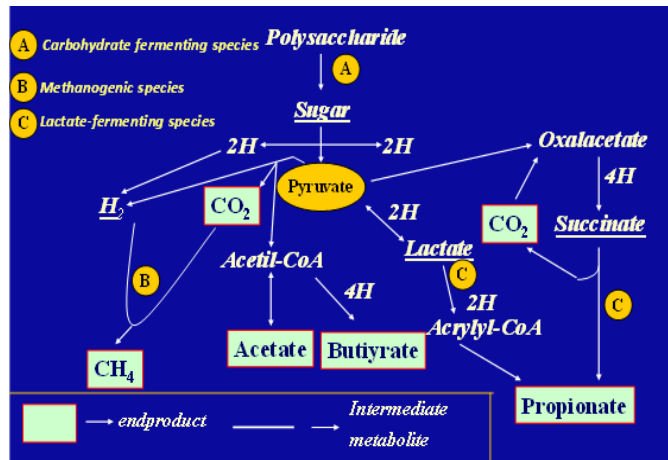 A Carbohydrate fermenting species
Polysaccharide
A
B Methanogenic species
C Lactate-fermenting species
Sugar
2H
2H
Oxalacetate
Pyruvate
4H
H2
CO2
2H
CO2
Succinate
Acetil-CoA
Lactate
B
C
4H
2H
C
Acrylyl-CoA
CH4
Acetate
Butiyrate
Propionate
endproduct
Intermediate
metabolite